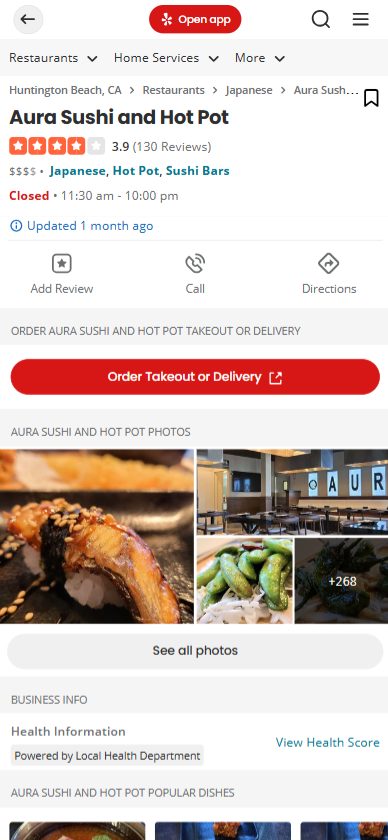 Open app
Restaurants Home Services More
Huntington Beach, CA > Restaurants > Japanese > Aura Sush...
Aura Sushi and Hot Pot
3.9 (130 Reviews)
$$$$ • Japanese, Hot Pot, Sushi Bars
Closed • 11:30 am - 10:00 pm
Updated 1 month ago
Add Review Call Directions
ORDER AURA SUSHI AND HOT POT TAKEOUT OR DELIVERY
Order Takeout or Delivery
AURA SUSHI AND HOT POT PHOTOS
AUR
+268
See all photos
BUSINESS INFO
Health Information
Powered by Local Health Department
View Health Score
AURA SUSHI AND HOT POT POPULAR DISHES